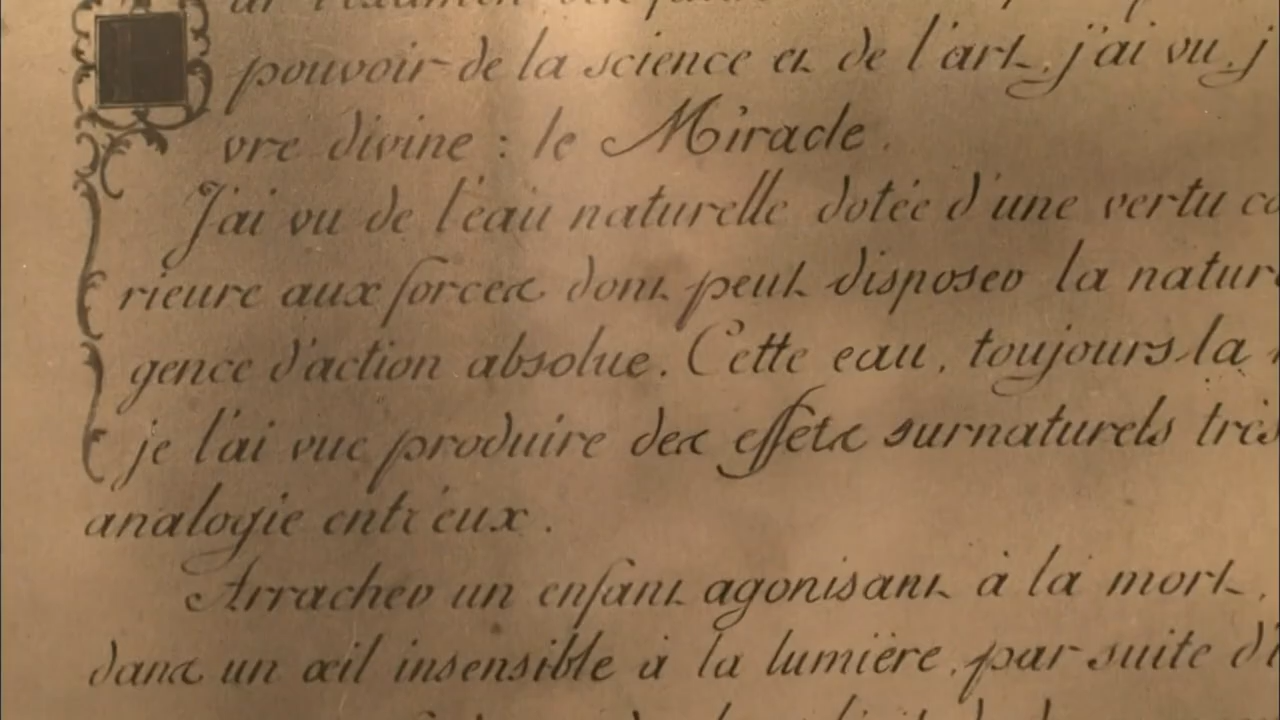 pouvoir de la science et de l'art, j'ai vu, j
vre divine : le Miracle.
J'ai vu de l'eau naturelle dotée d'une vertu
rieure aux forces dont peut disposer la natur
gence d'action absolue. Cette eau, toujours la
je l'ai vue produire des effets surnaturels très
analogie entr'eux.
Arracher un enfant agonisant à la mort,
dans un œil insensible à la lumière, par suite d'